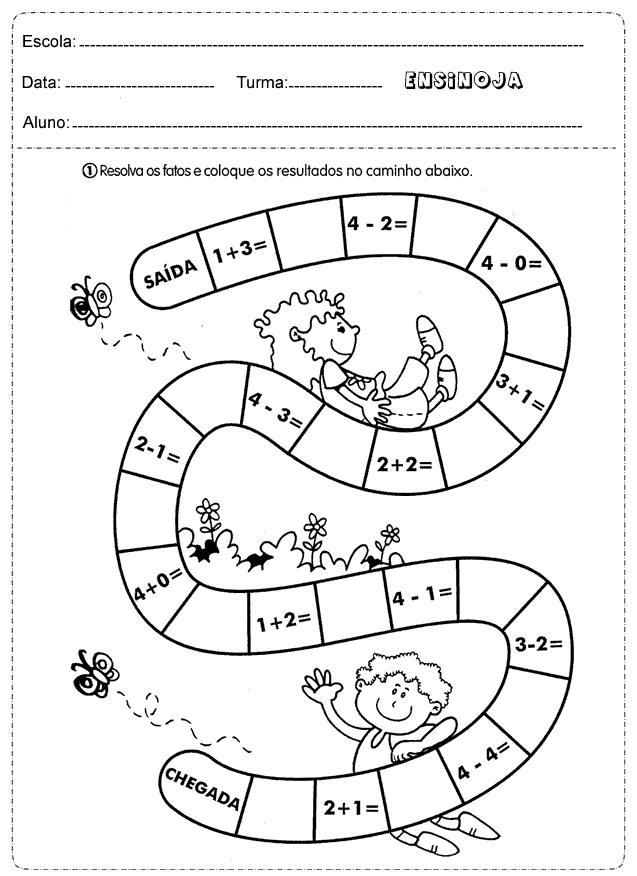 Escola:
Data: Turma: ENSINOJA
Aluno:
1 Resolva os fatos e coloque os resultados no caminho abaixo.
SAÍDA
1+3=
4 - 2=
4 - 0=
3+1=
2+2=
4 - 3=
2-1=
4+0=
1+2=
4 - 1=
3-2=
4 - 4=
2+1=
CHEGADA